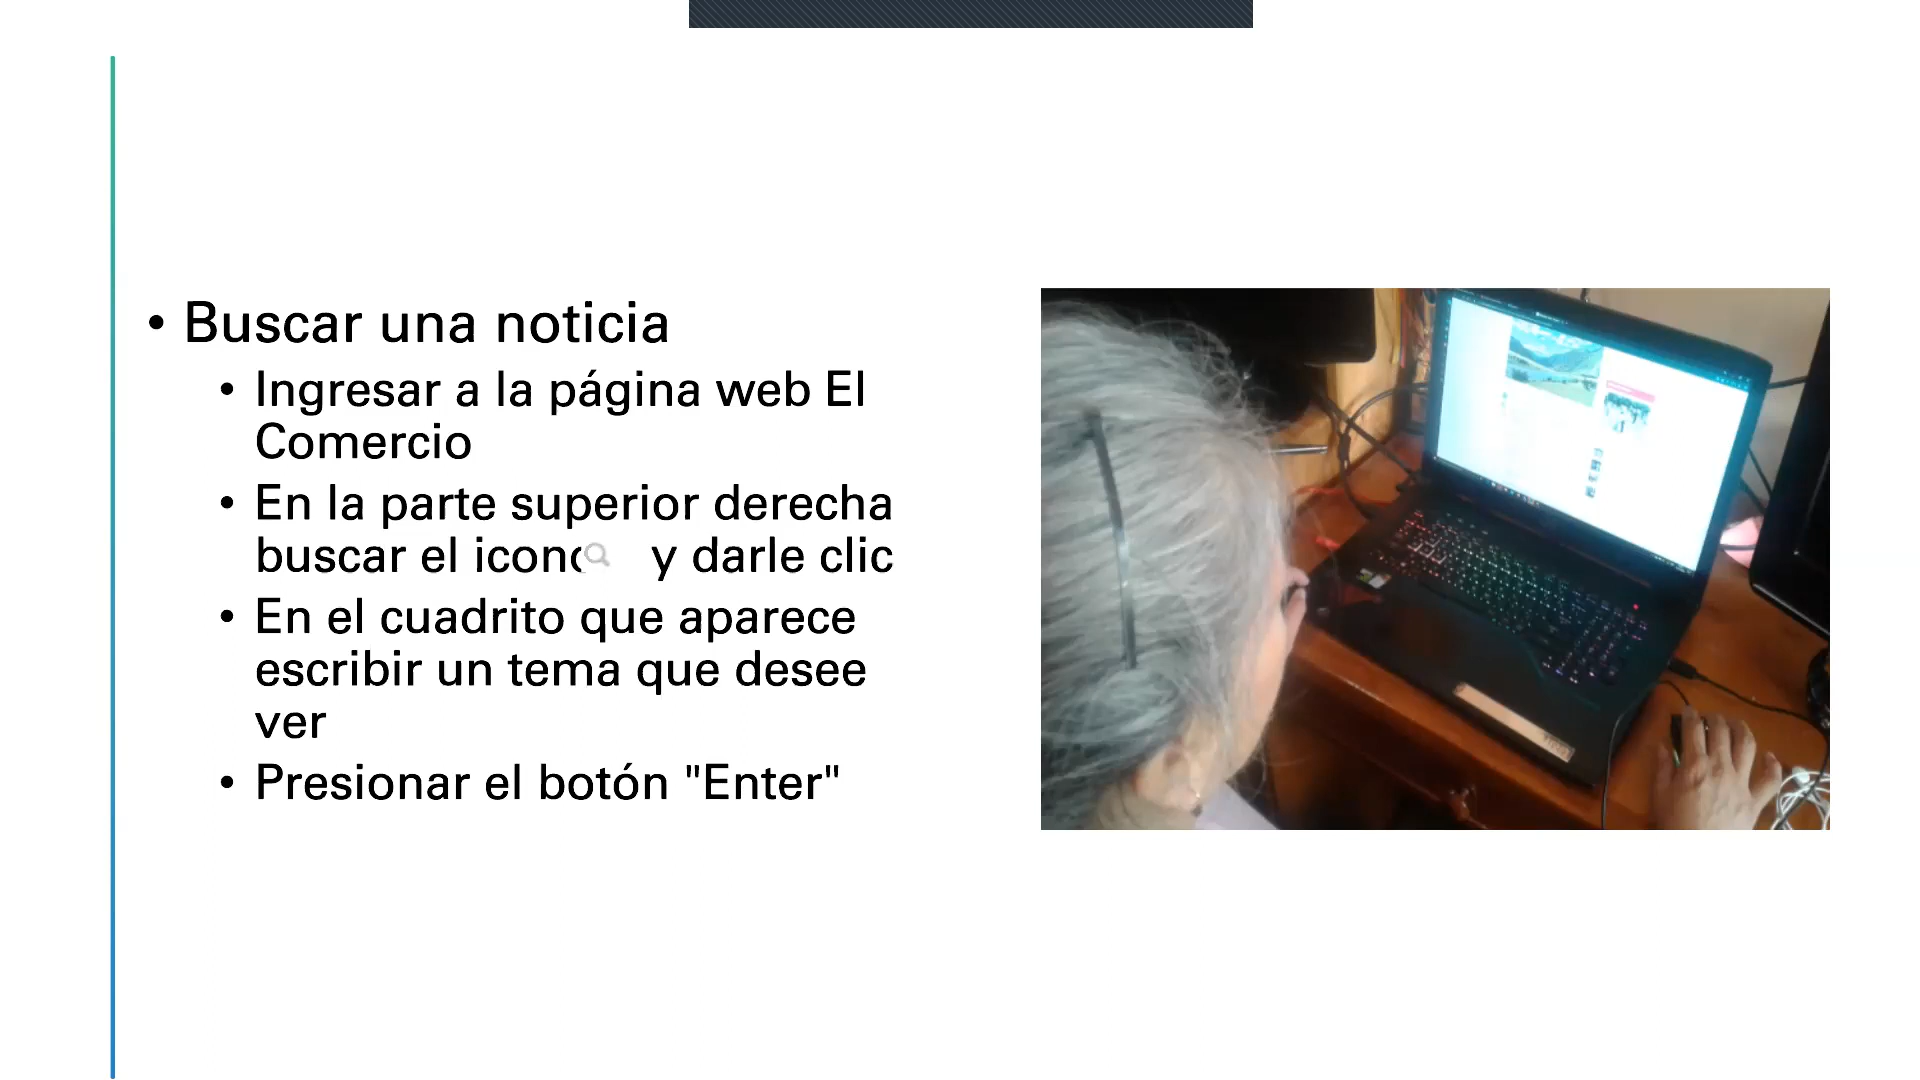 • Buscar una noticia
• Ingresar a la página web El
Comercio
• En la parte superior derecha
buscar el icono y darle clic
• En el cuadrito que aparece
escribir un tema que desee
ver
• Presionar el botón "Enter"